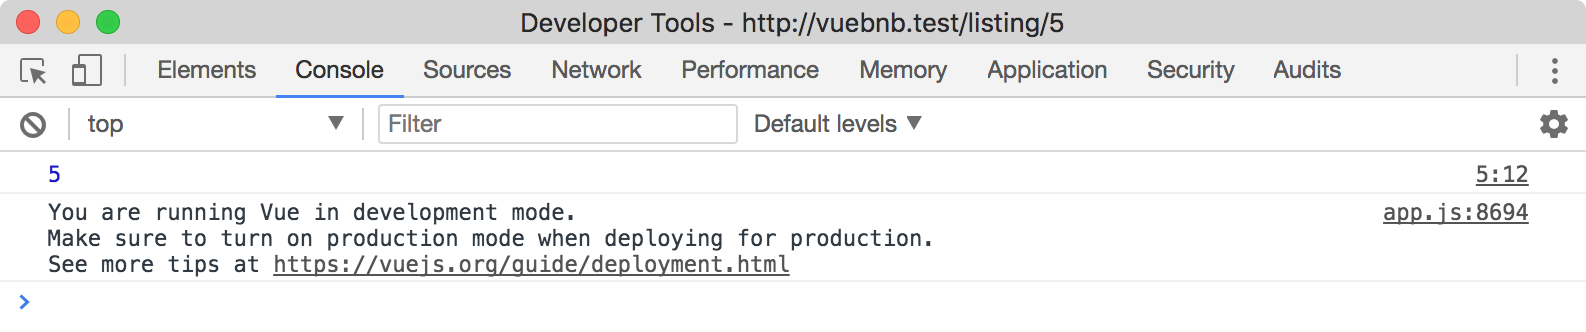 Developer Tools - http://vuebnb.test/listing/5
Elements Console Sources Network Performance Memory Application Security Audits
top Filter Default levels
5 5:12
You are running Vue in development mode. app.js:8694
Make sure to turn on production mode when deploying for production.
See more tips at https://vuejs.org/guide/deployment.html